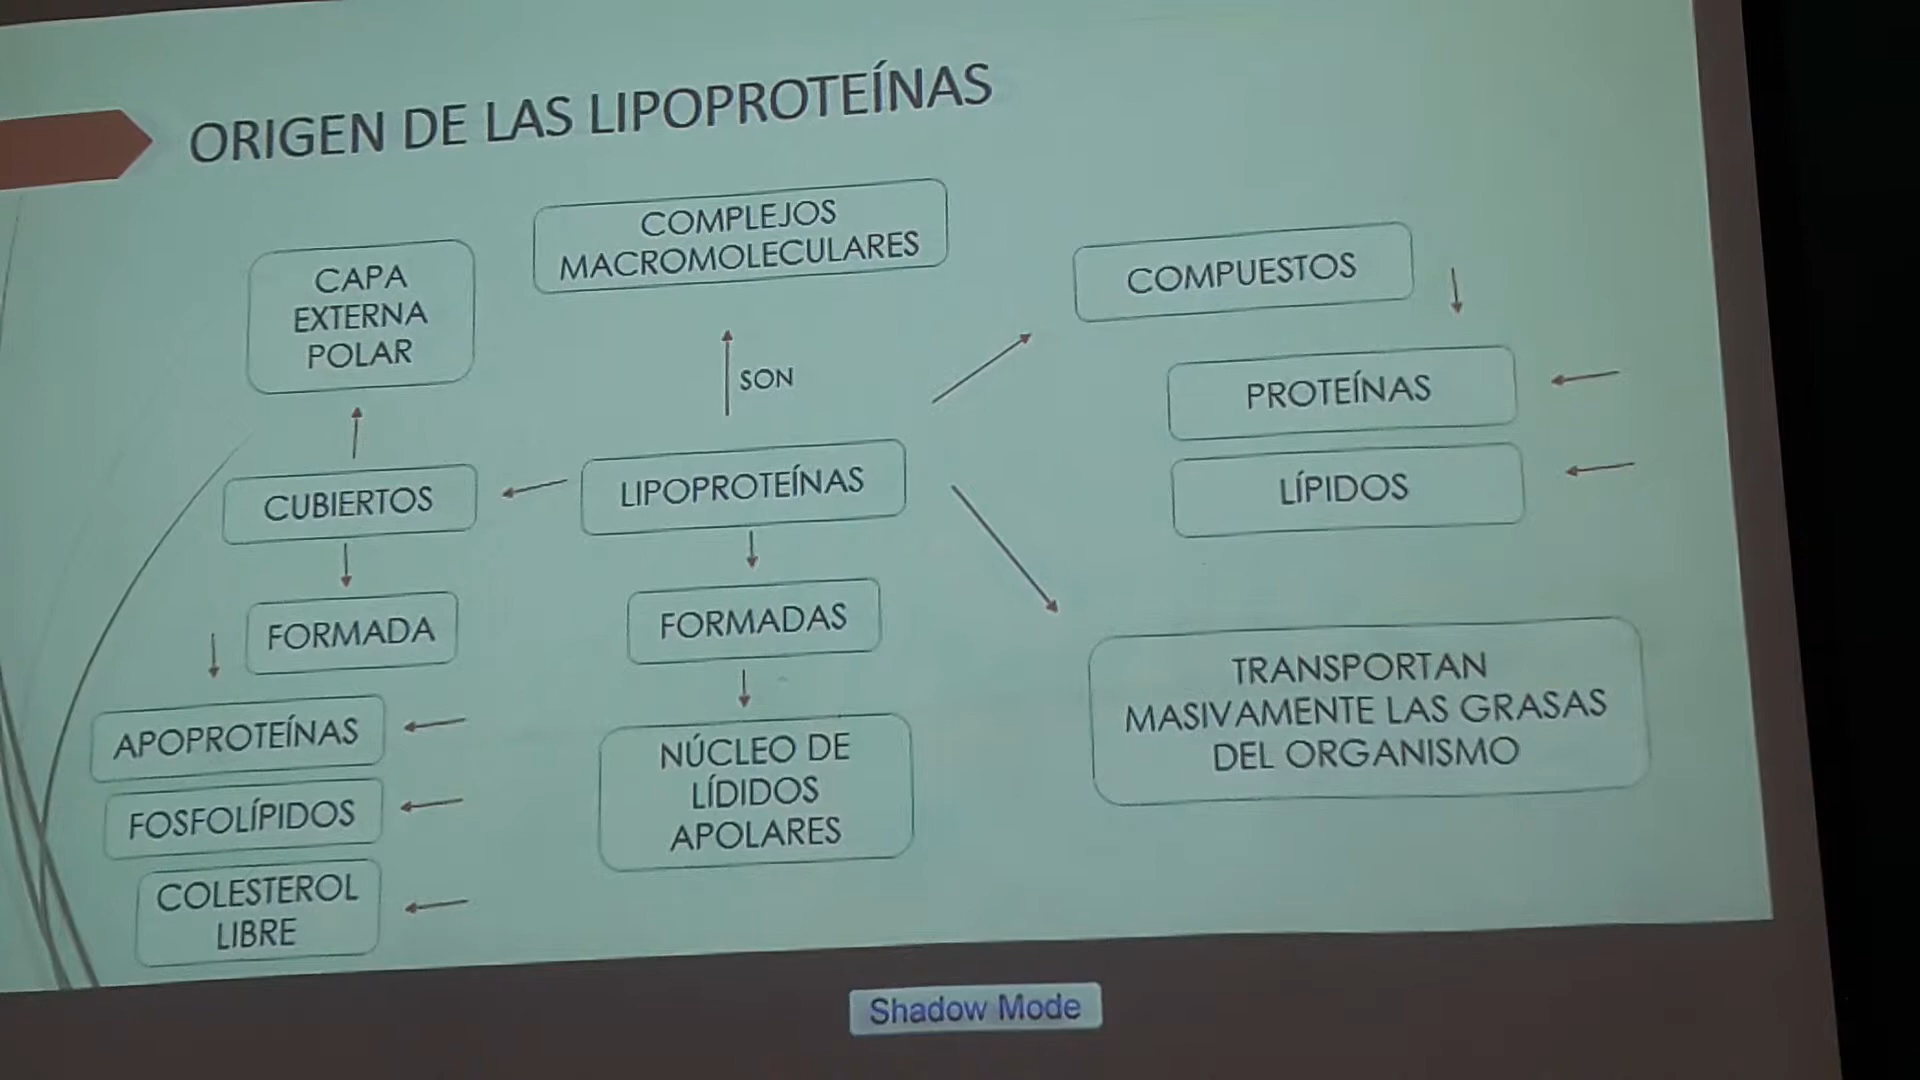 ORIGEN DE LAS LIPOPROTEÍNAS
COMPLEJOS
MACROMOLECULARES
CAPA
EXTERNA
POLAR
COMPUESTOS
SON
PROTEÍNAS
LIPOPROTEÍNAS
CUBIERTOS
LÍPIDOS
FORMADA
FORMADAS
TRANSPORTAN
MASIVAMENTE LAS GRASAS
DEL ORGANISMO
APOPROTEÍNAS
NÚCLEO DE
LÍDIDOS
APOLARES
FOSFOLÍPIDOS
COLESTEROL
LIBRE
Shadow Mode